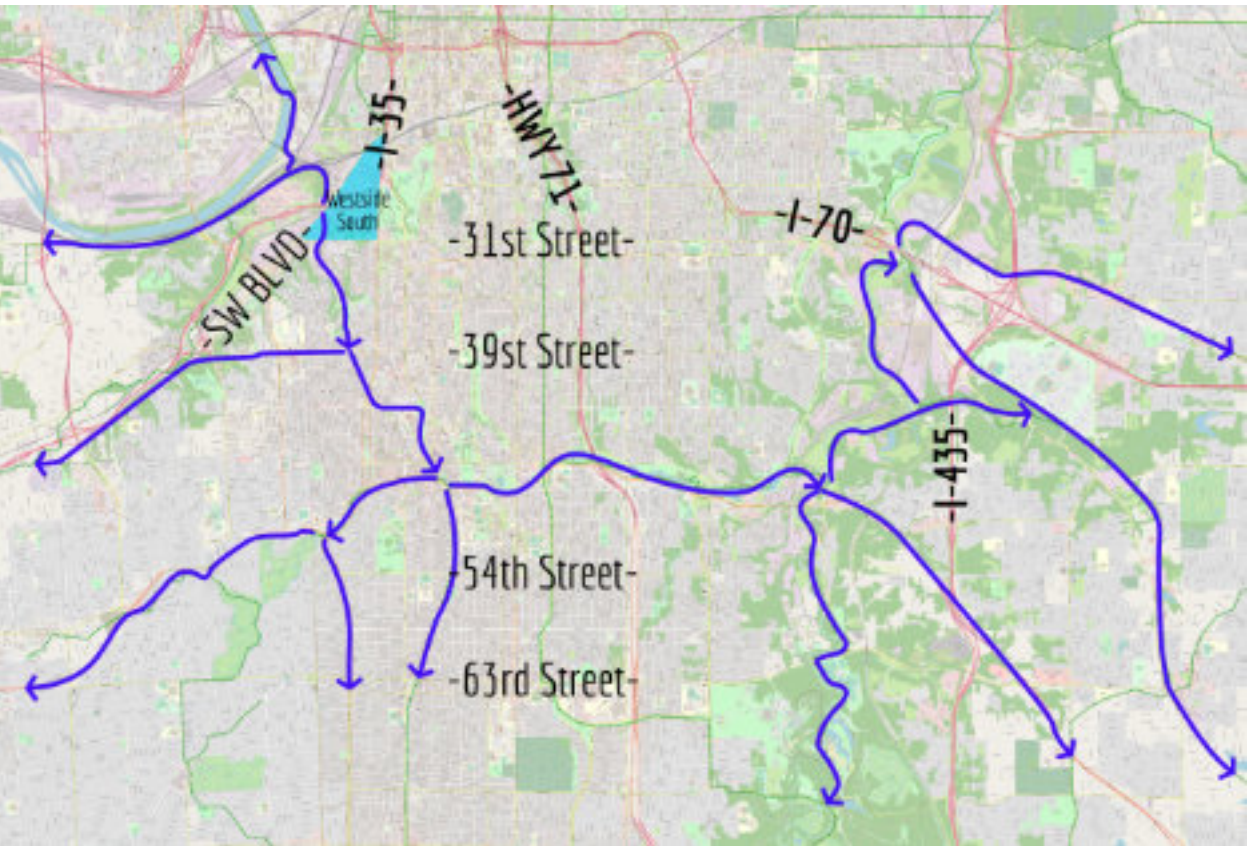 -I-35-
-HWY 71-
Westside
South
-I-70-
-31st Street-
-SW BLVD-
-39st Street-
-I-435-
-54th Street-
-63rd Street-